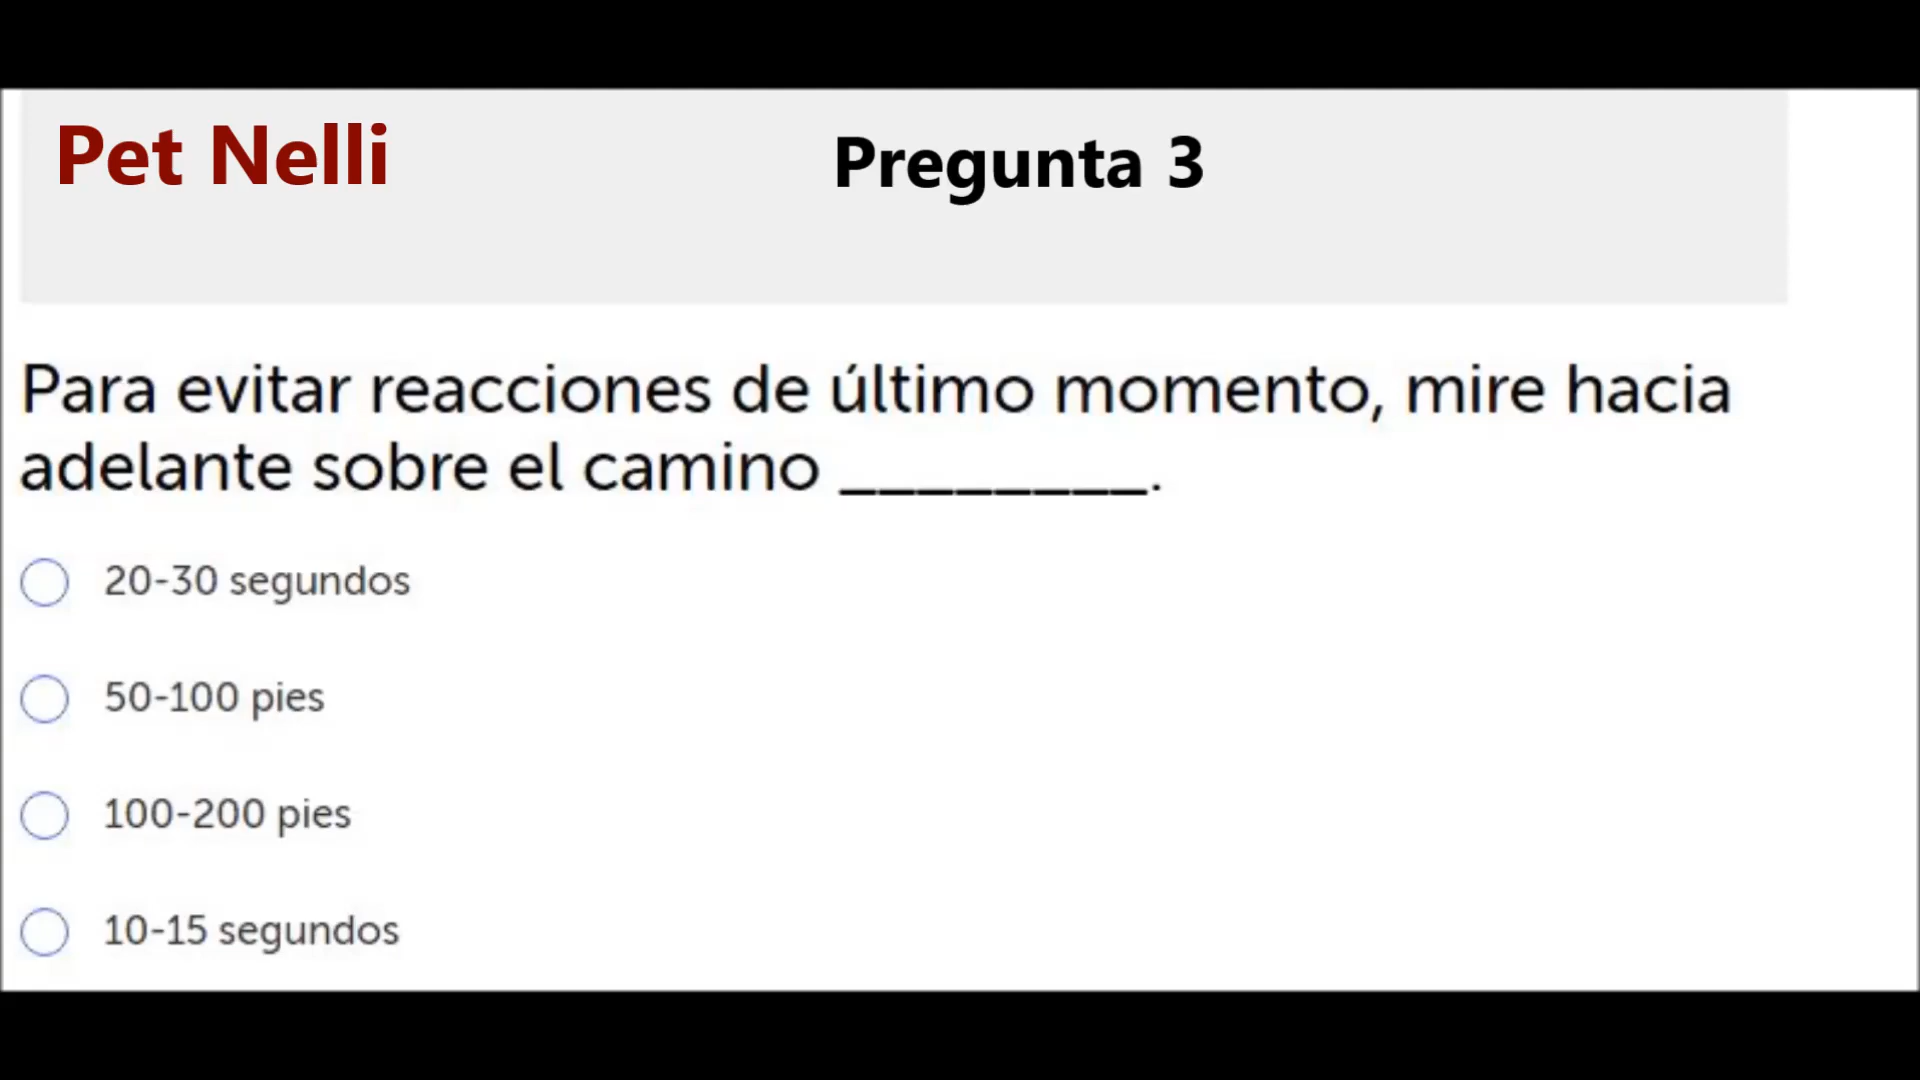 Pet Nelli
Pregunta 3
Para evitar reacciones de último momento, mire hacia
adelante sobre el camino ________.
20-30 segundos
50-100 pies
100-200 pies
10-15 segundos